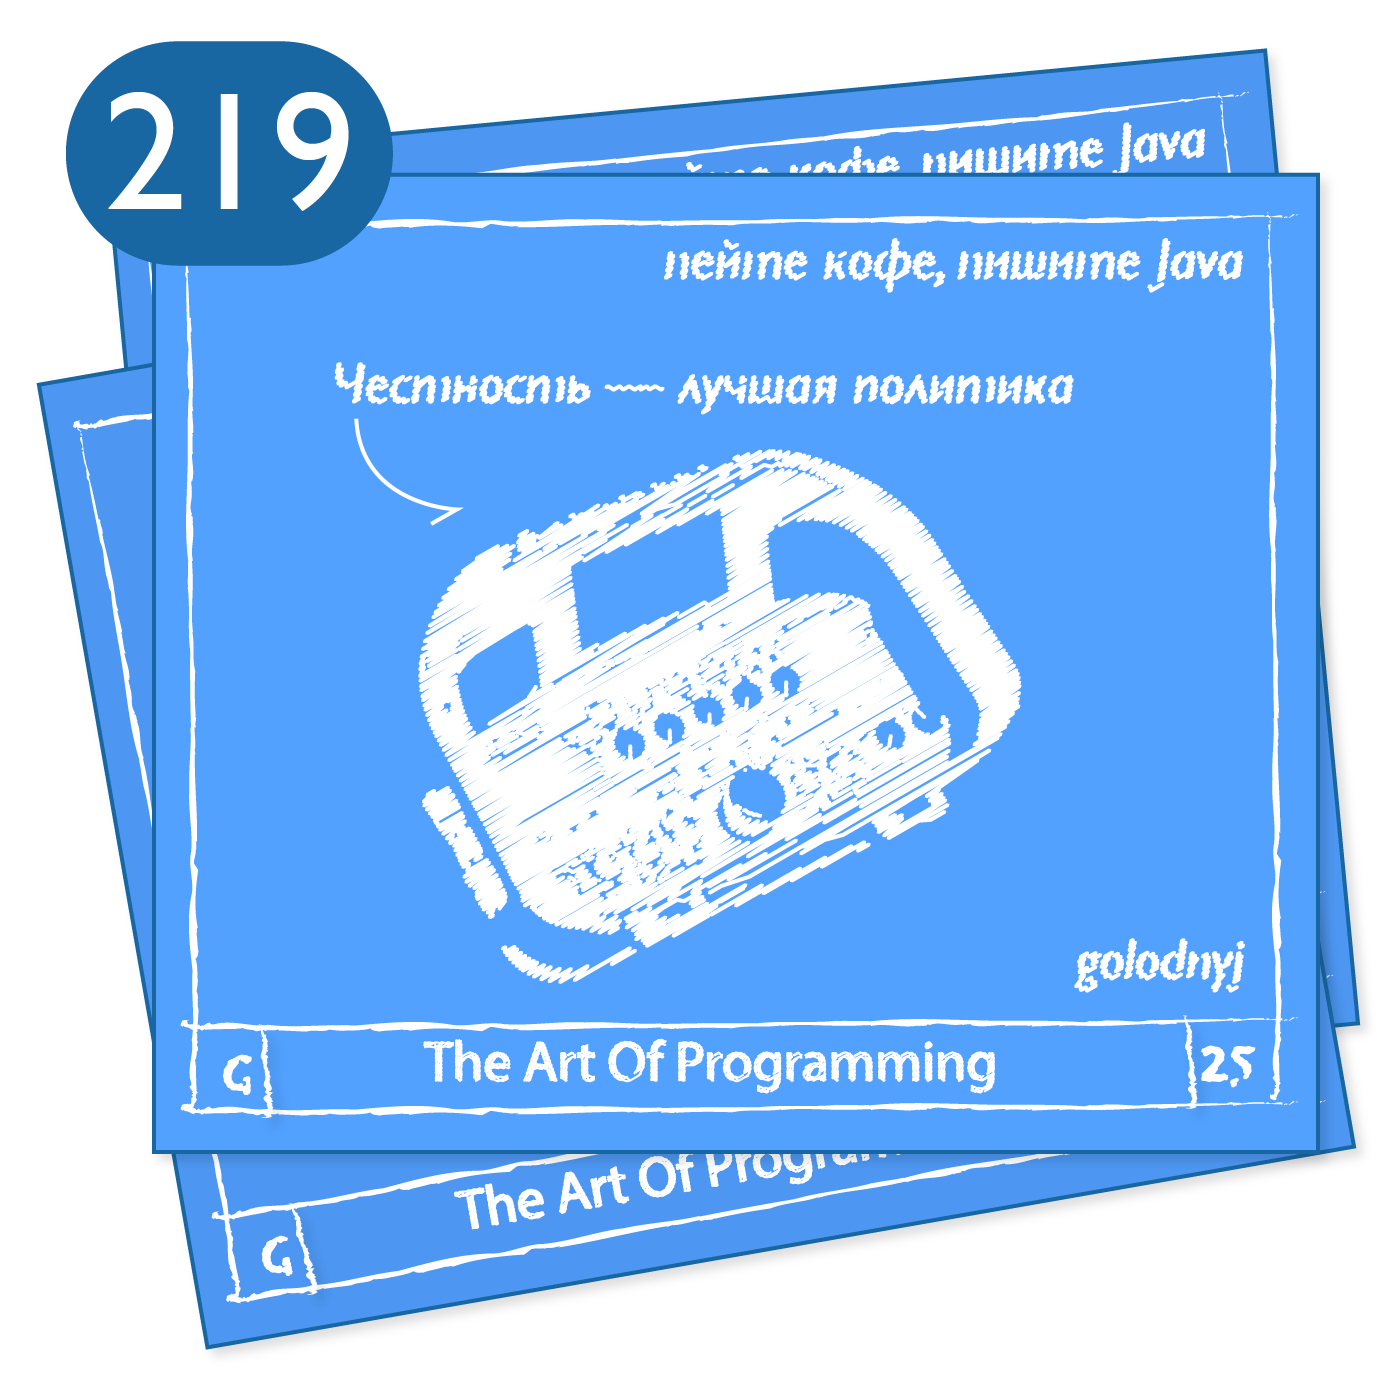 219
пейте кофе, пишите Java
пейте кофе, пишите Java
Честность — лучшая политика
golodnyj
G
The Art Of Programming
25
The Art Of Program
G